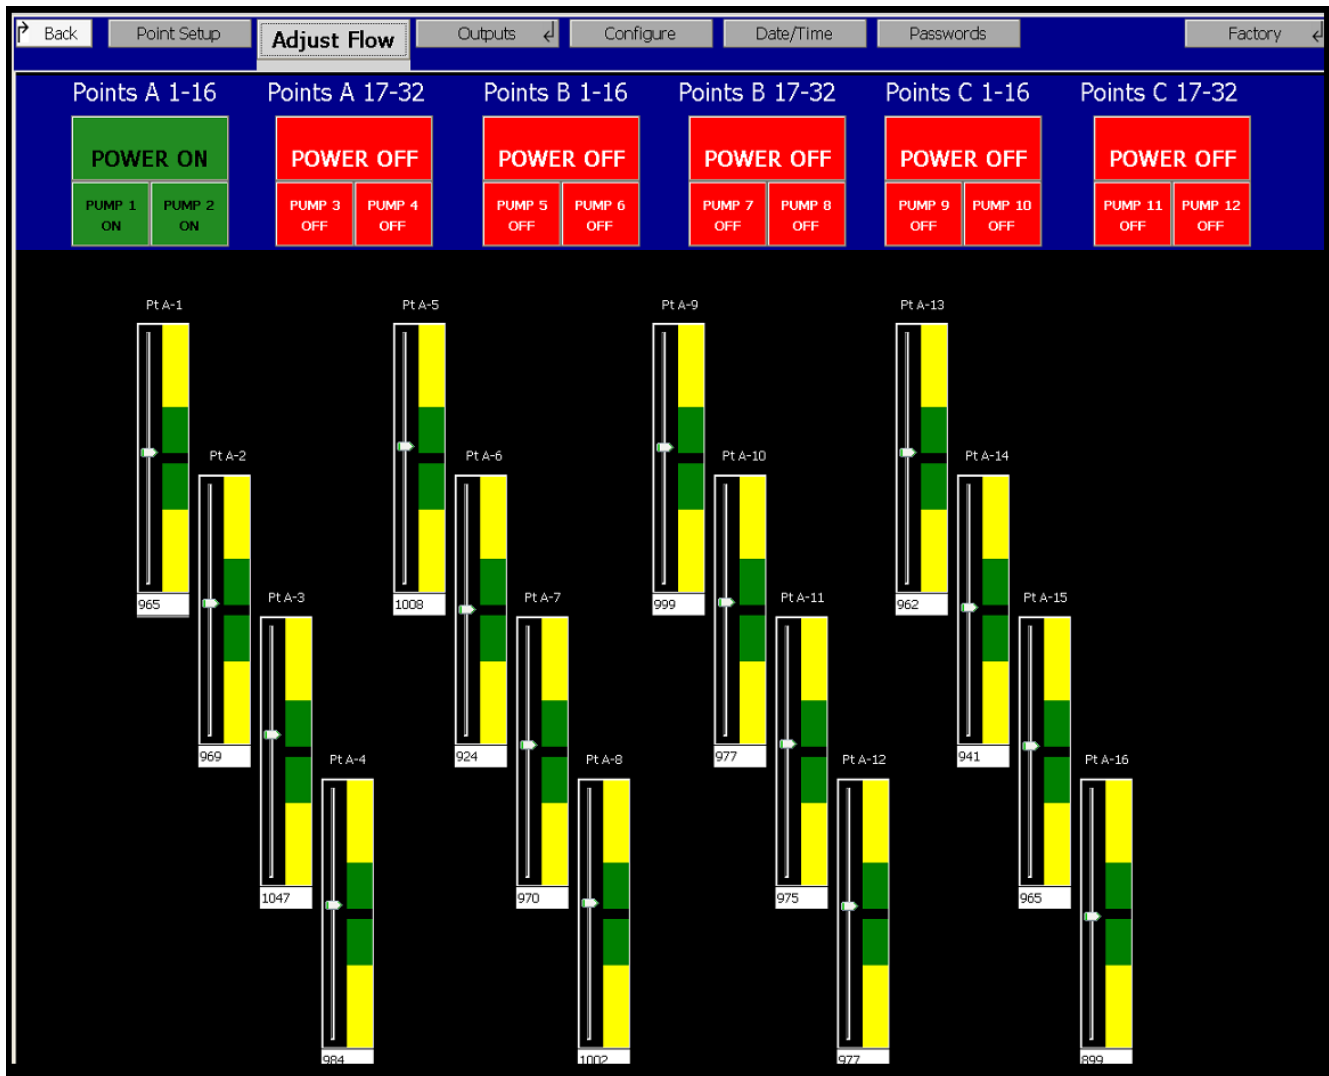 Back Point Setup Adjust Flow Outputs Configure Date/Time Passwords Factory
Points A 1-16 Points A 17-32 Points B 1-16 Points B 17-32 Points C 1-16 Points C 17-32
POWER ON POWER OFF POWER OFF POWER OFF POWER OFF POWER OFF
PUMP 1 PUMP 2 PUMP 3 PUMP 4 PUMP 5 PUMP 6 PUMP 7 PUMP 8 PUMP 9 PUMP 10 PUMP 11 PUMP 12
ON ON OFF OFF OFF OFF OFF OFF OFF OFF OFF OFF
Pt A-1 Pt A-5 Pt A-9 Pt A-13
Pt A-2 Pt A-6 Pt A-10 Pt A-14
Pt A-3 Pt A-7 Pt A-11 Pt A-15
965 1008 999 962
969 924 977 941
Pt A-4 Pt A-8 Pt A-12 Pt A-16
1047 970 975 965
984 1002 977 899